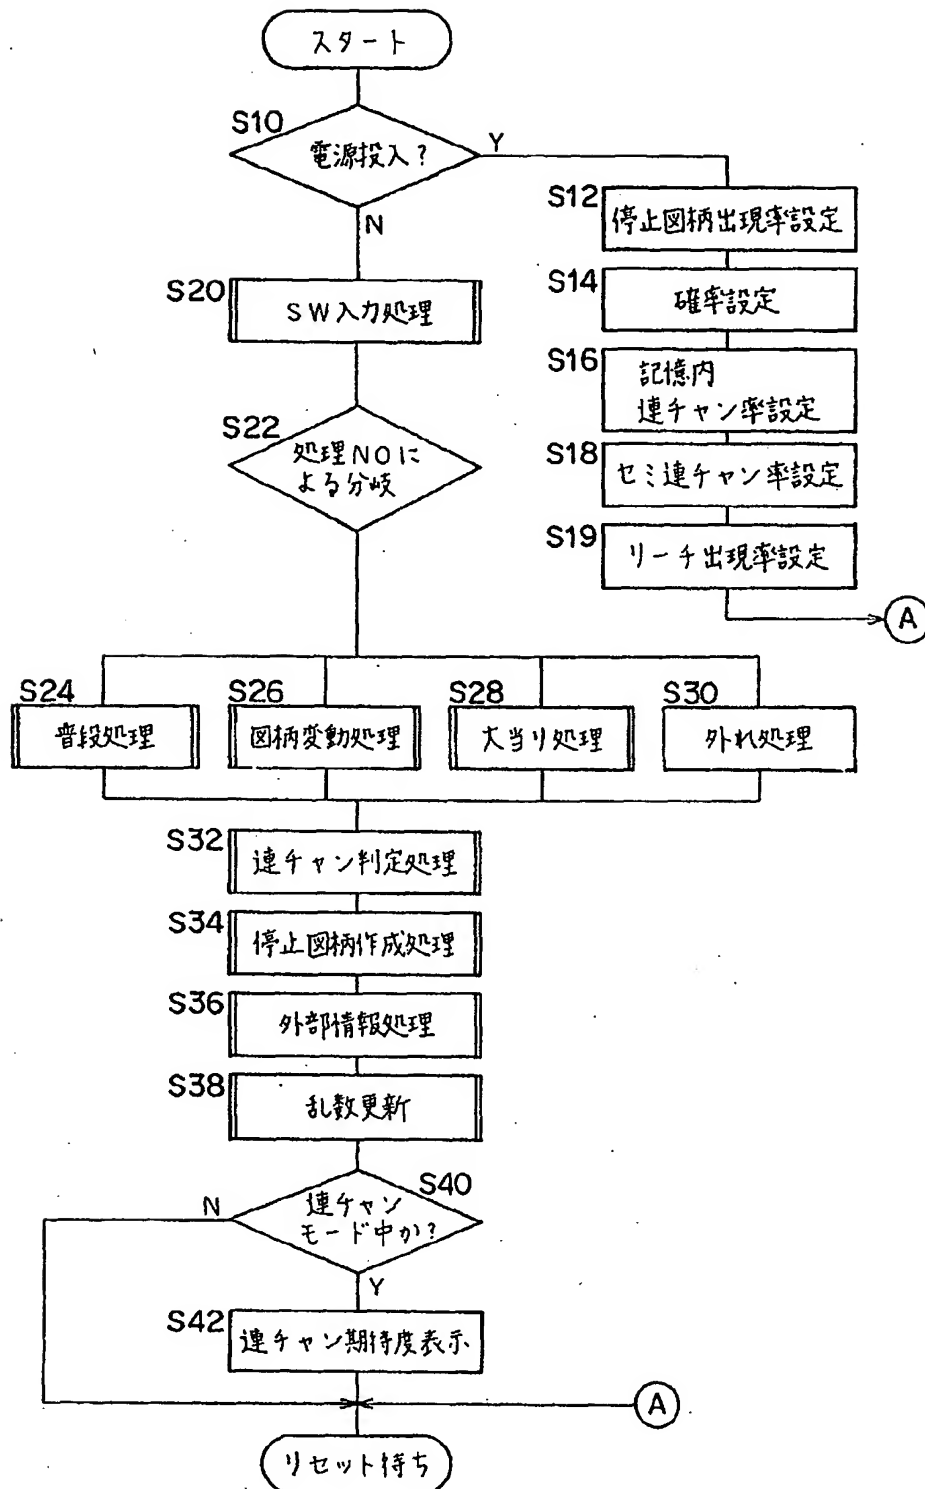 スタート
S10
電源投入?
Y
N
S12
停止図柄出現率設定
S14
確率設定
S16
記憶内
連チャン率設定
S18
セミ連チャン率設定
S19
リーチ出現率設定
A
S20
SW入力処理
S22
処理NOに
よる分岐
S24
普段処理
S26
図柄変動処理
S28
大当り処理
S30
外れ処理
S32
連チャン判定処理
S34
停止図柄作成処理
S36
外部情報処理
S38
乱数更新
S40
連チャン
モード中か?
N
Y
S42
連チャン期待度表示
A
リセット待ち